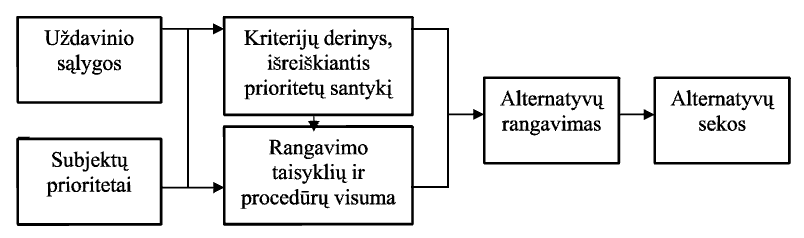 Uždavinio
sąlygos
Kriterijų derinys,
išreiškiantis
prioritetų santykį
Subjektų
prioritetai
Rangavimo
taisyklių ir
procedūrų visuma
Alternatyvų
rangavimas
Alternatyvų
sekos